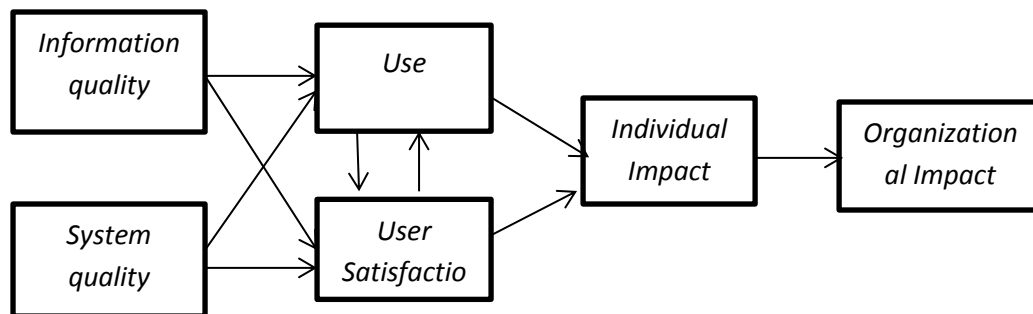 Information
quality
Use
Individual
Impact
Organization
al Impact
System
quality
User
Satisfactio